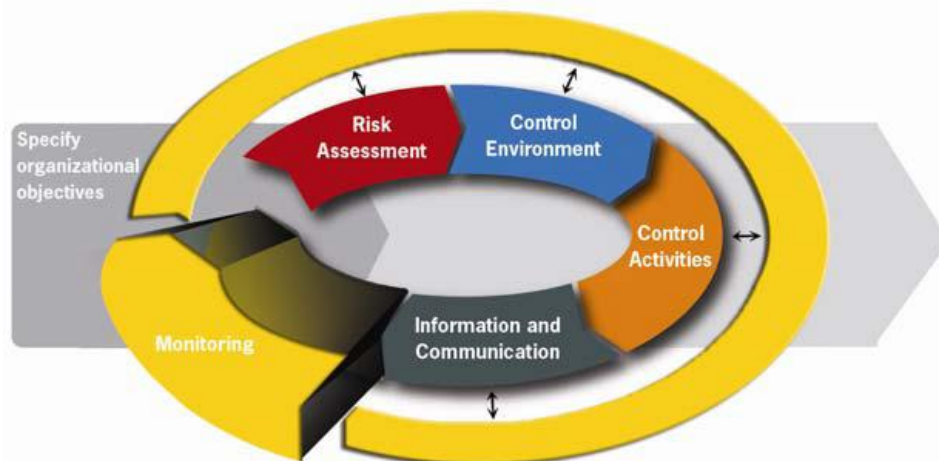 Specify
organizational
objectives
Risk
Assessment
Control
Environment
Control
Activities
Information and
Communication
Monitoring